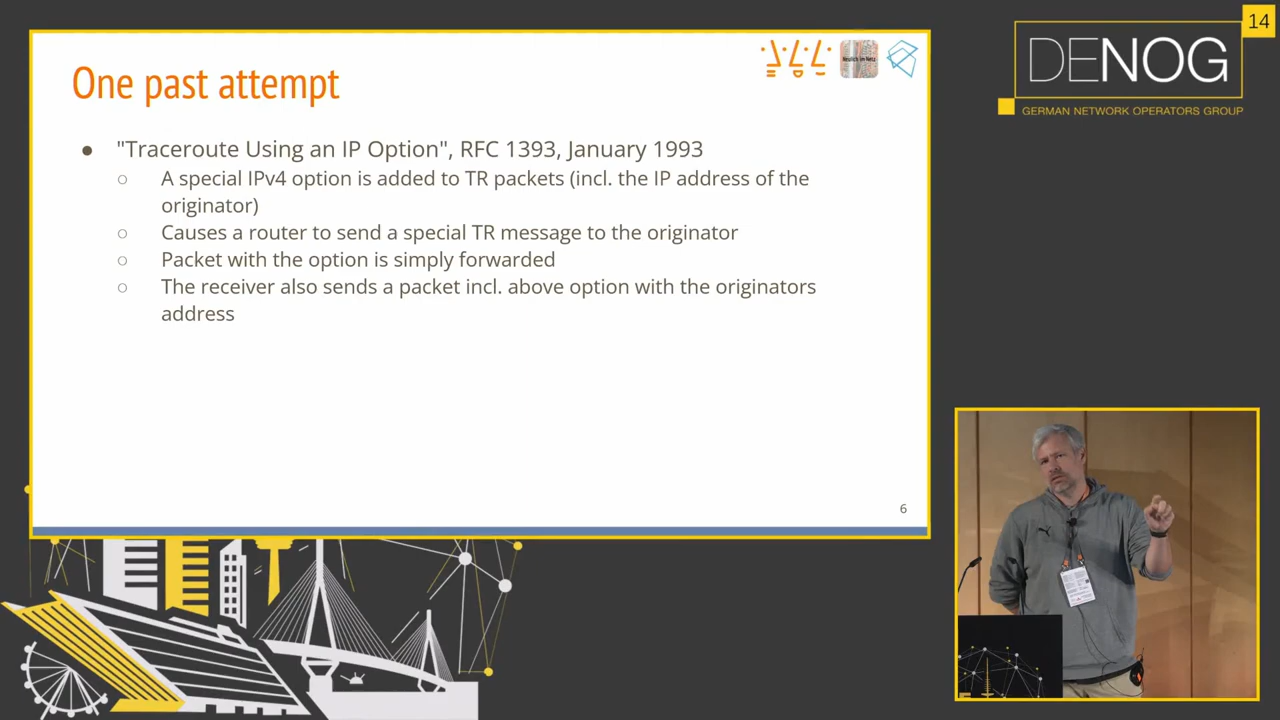 14
DENOG
GERMAN NETWORK OPERATORS GROUP
One past attempt
● "Traceroute Using an IP Option", RFC 1393, January 1993
○ A special IPv4 option is added to TR packets (incl. the IP address of the
originator)
○ Causes a router to send a special TR message to the originator
○ Packet with the option is simply forwarded
○ The receiver also sends a packet incl. above option with the originators
address
6